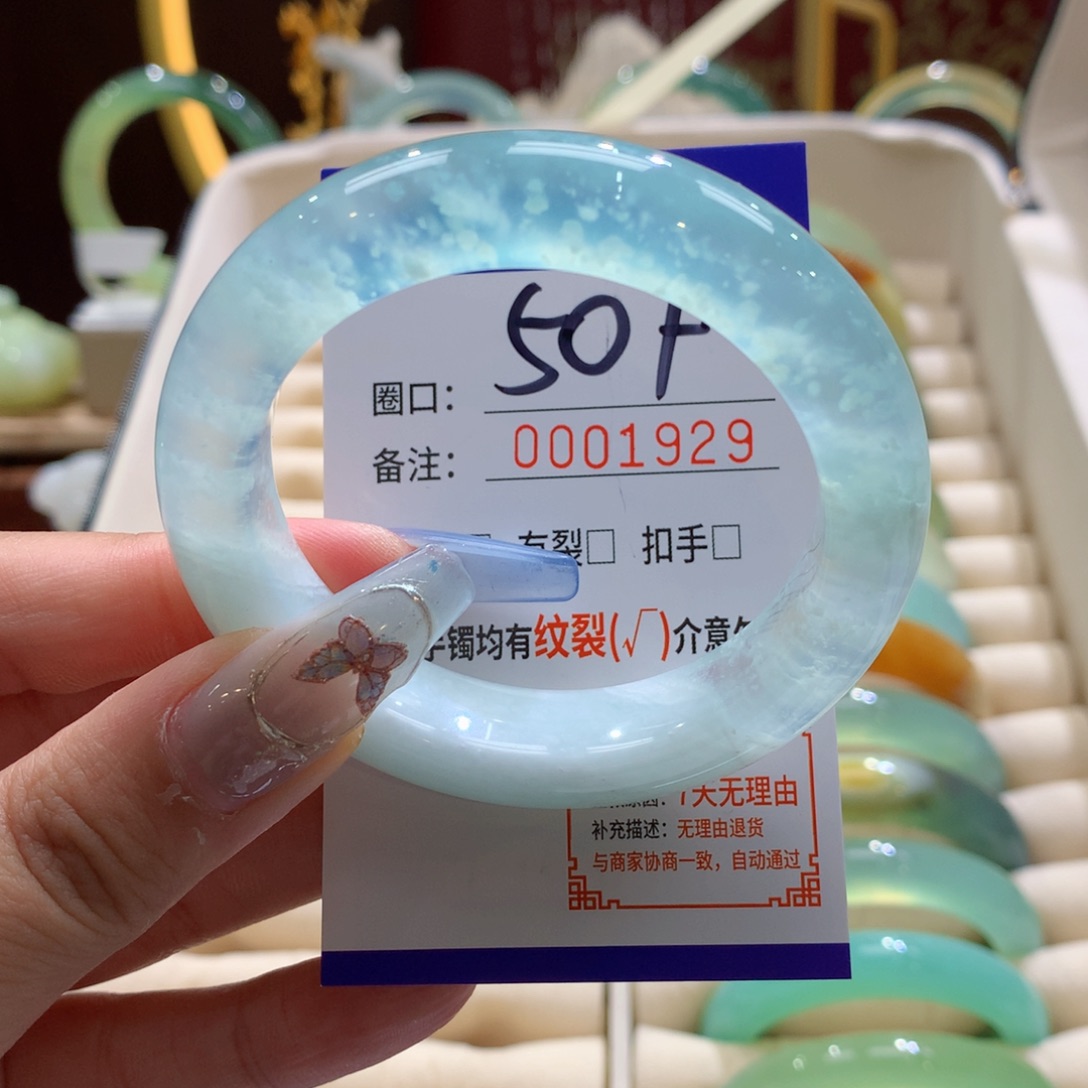 圈口： 50+
备注： 0001929
有裂□ 扣手□
手镯均有纹裂(√)介意勿
7天无理由
补充描述：无理由退货
与商家协商一致，自动通过